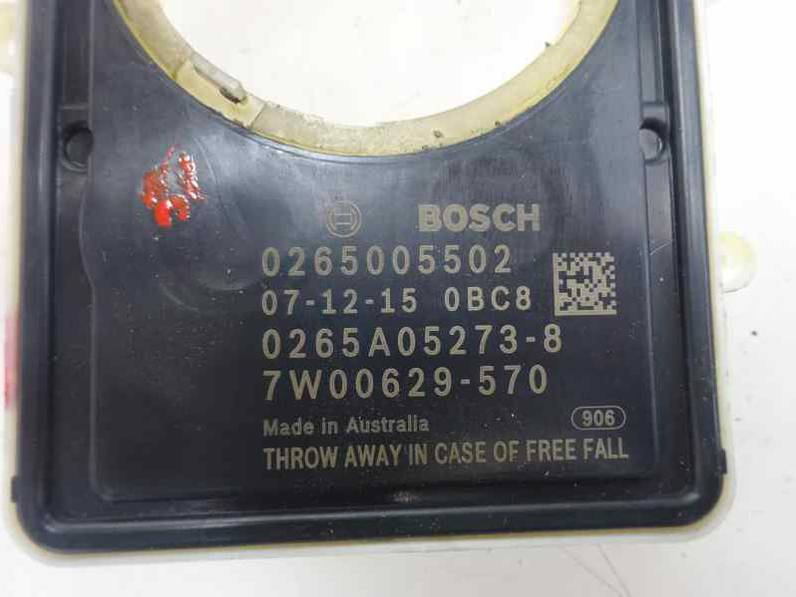 BOSCH
0265005502
07-12-15 0BC8
0265A05273-8
7W00629-570
Made in Australia 906
THROW AWAY IN CASE OF FREE FALL